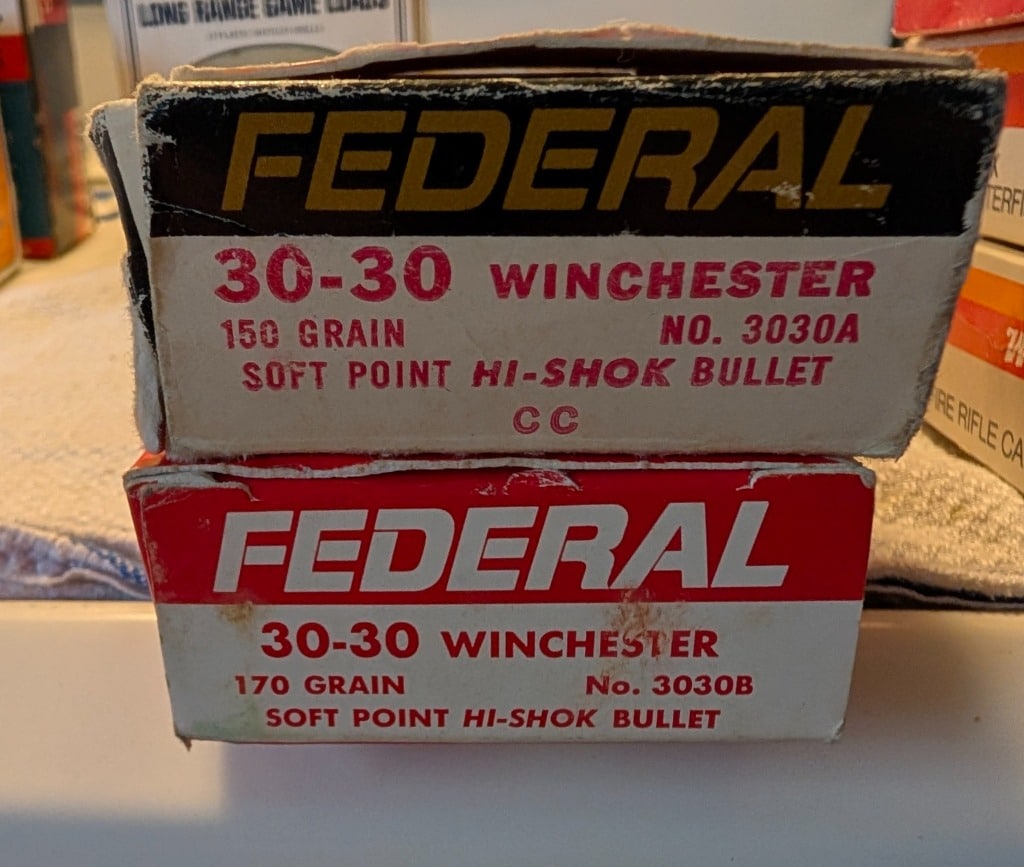 LONG RANGE GAME LOADS
FEDERAL
30-30 WINCHESTER
150 GRAIN NO. 3030A
SOFT POINT HI-SHOK BULLET
CC
FEDERAL
30-30 WINCHESTER
170 GRAIN No. 3030B
SOFT POINT HI-SHOK BULLET
RIFLE CA